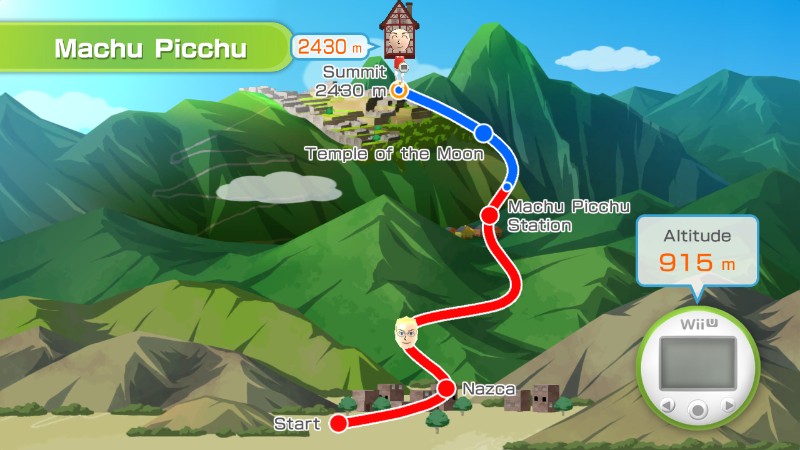 Machu Picchu
2430 m
Summit
2430 m
Temple of the Moon
Machu Picchu
Station
Altitude
915 m
Wii U
Nazca
Start